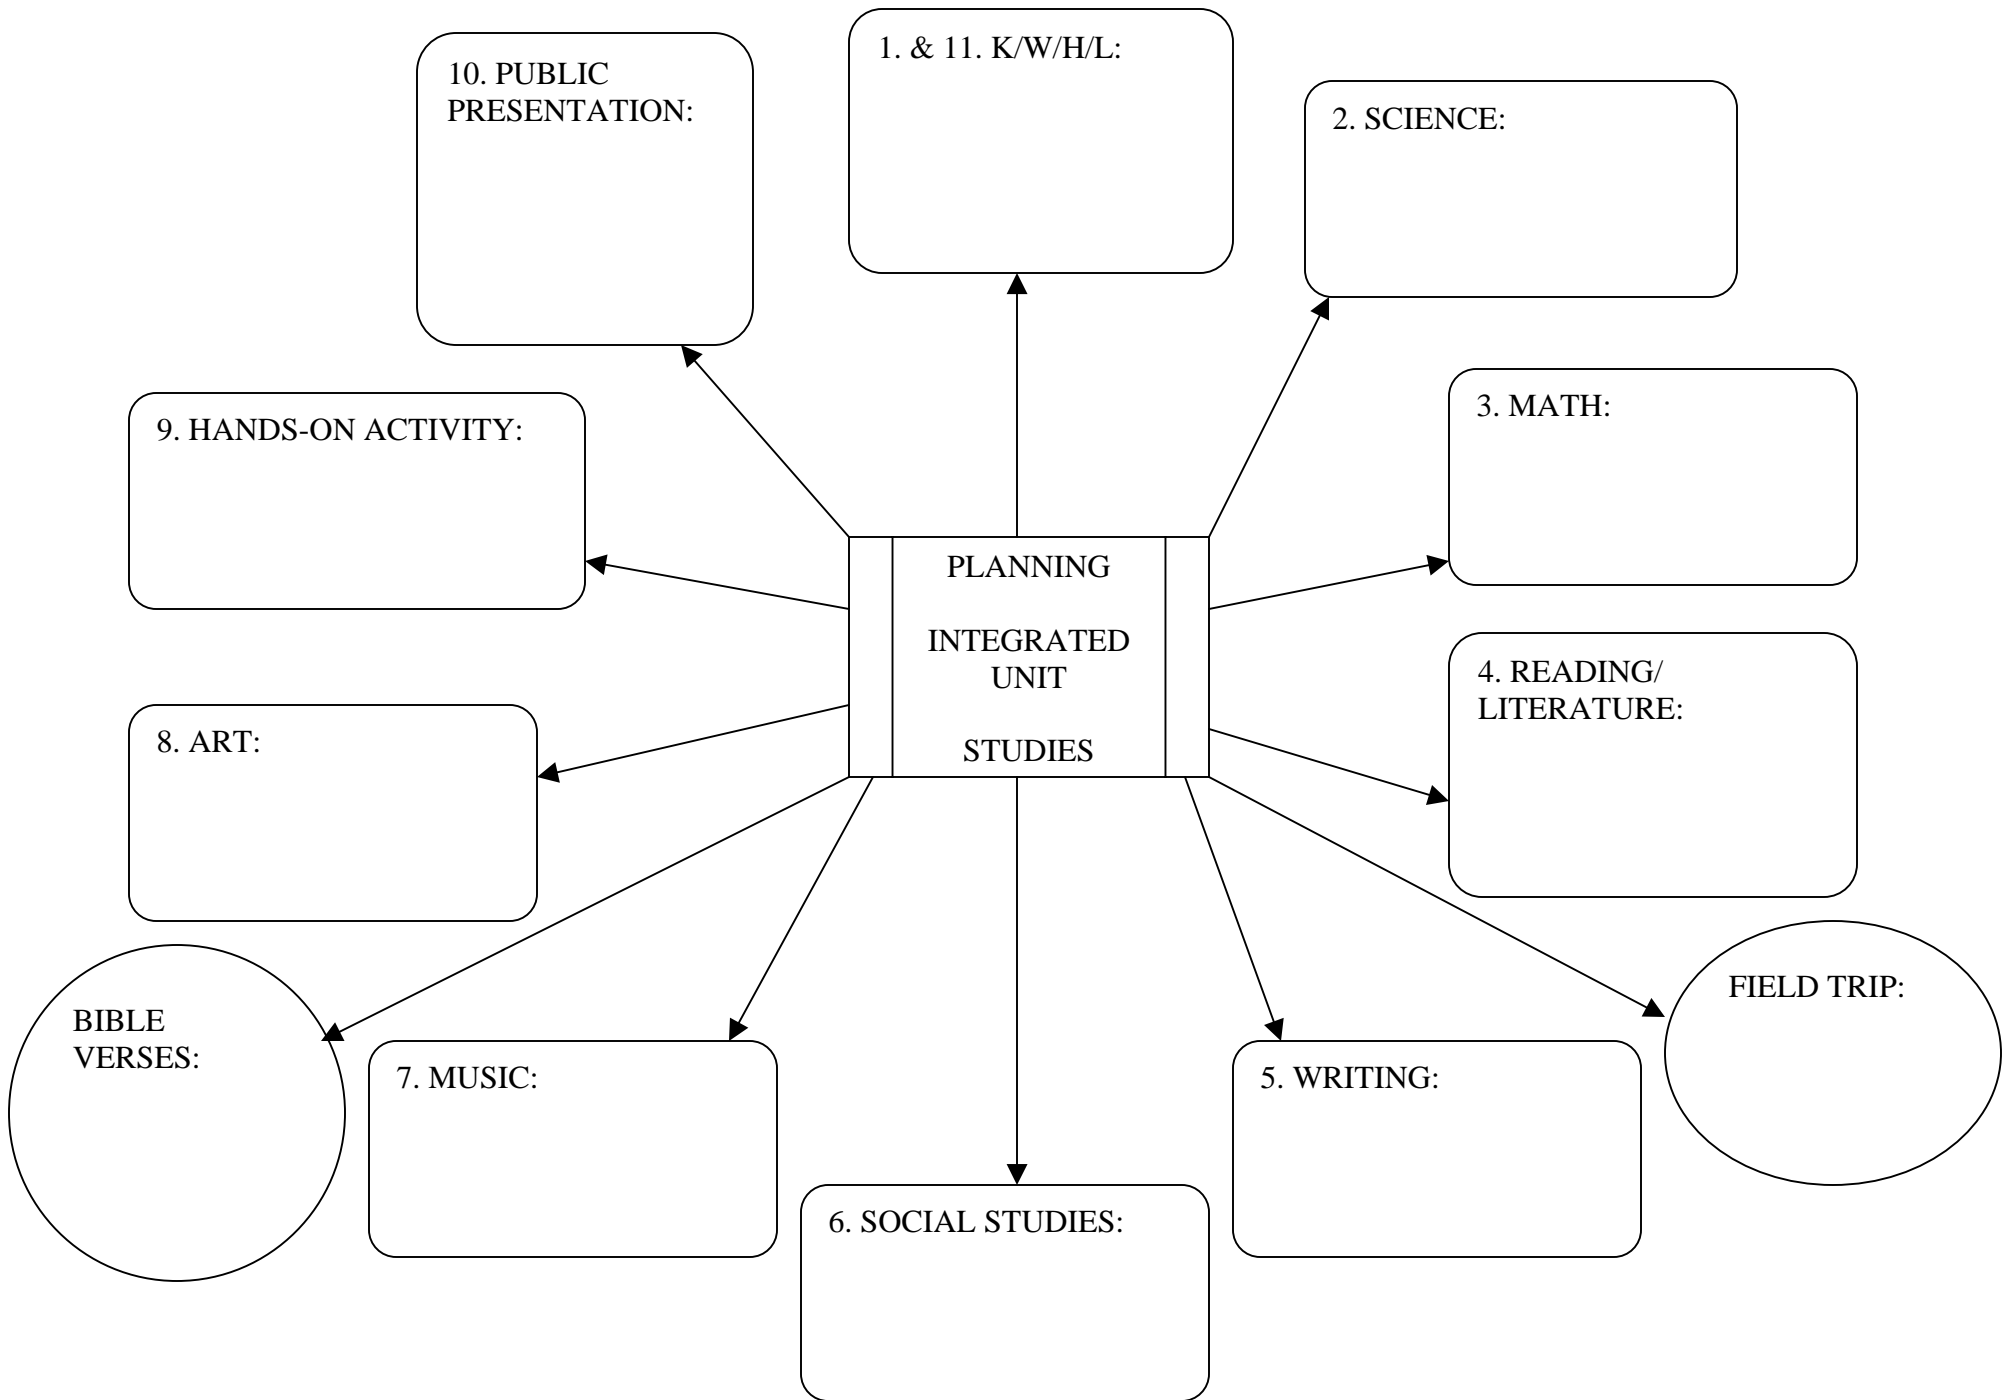 1. & 11. K/W/H/L:
10. PUBLIC
PRESENTATION:
2. SCIENCE:
3. MATH:
9. HANDS-ON ACTIVITY:
PLANNING
INTEGRATED
UNIT
STUDIES
4. READING/
LITERATURE:
8. ART:
FIELD TRIP:
BIBLE
VERSES:
7. MUSIC:
5. WRITING:
6. SOCIAL STUDIES: